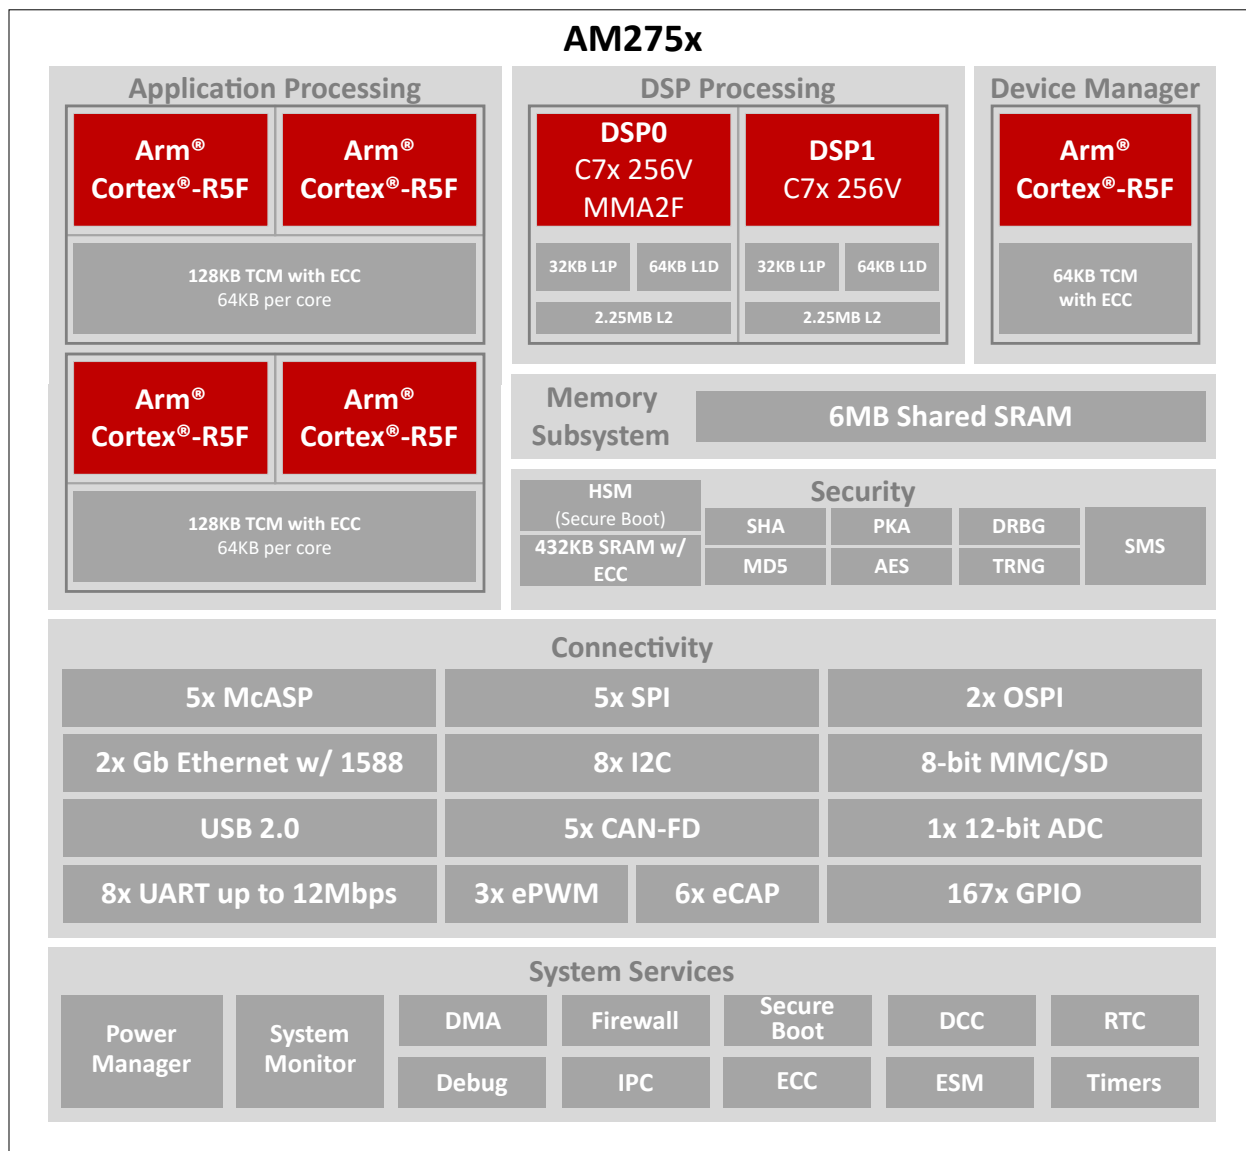 AM275x
Application Processing
Arm®
Cortex®-R5F
Arm®
Cortex®-R5F
128KB TCM with ECC
64KB per core
Arm®
Cortex®-R5F
Arm®
Cortex®-R5F
128KB TCM with ECC
64KB per core
DSP Processing
DSP0
C7x 256V
MMA2F
DSP1
C7x 256V
32KB L1P
64KB L1D
32KB L1P
64KB L1D
2.25MB L2
2.25MB L2
Device Manager
Arm®
Cortex®-R5F
64KB TCM
with ECC
Memory
Subsystem
6MB Shared SRAM
Security
HSM
(Secure Boot)
432KB SRAM w/
ECC
SHA
PKA
DRBG
SMS
MD5
AES
TRNG
Connectivity
5x McASP
5x SPI
2x OSPI
2x Gb Ethernet w/ 1588
8x I2C
8-bit MMC/SD
USB 2.0
5x CAN-FD
1x 12-bit ADC
8x UART up to 12Mbps
3x ePWM
6x eCAP
167x GPIO
System Services
Power
Manager
System
Monitor
DMA
Firewall
Secure
Boot
DCC
RTC
Debug
IPC
ECC
ESM
Timers